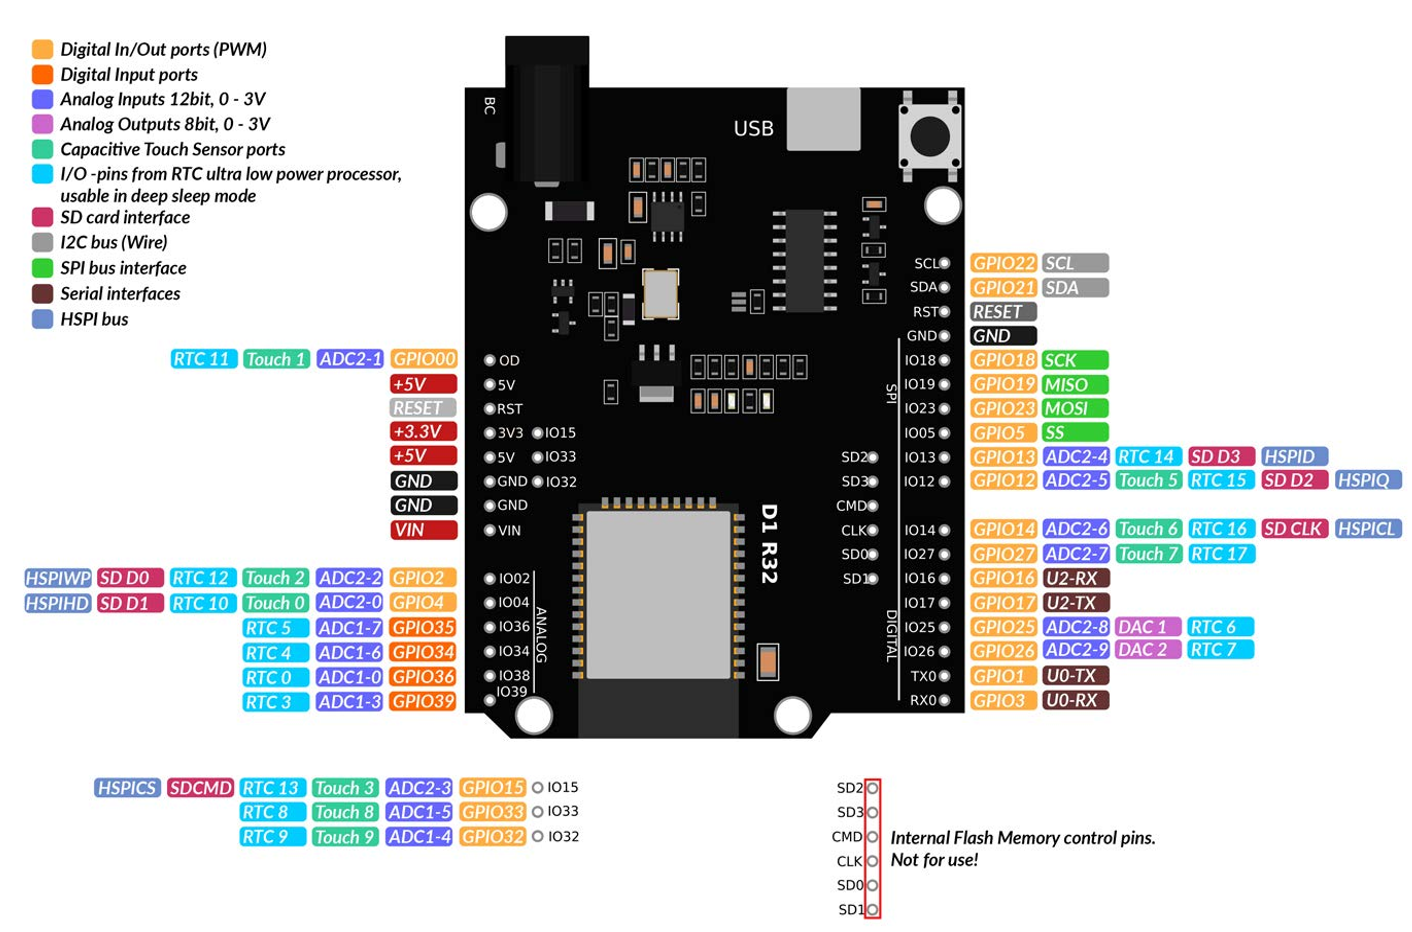 Digital In/Out ports (PWM)
Digital Input ports
Analog Inputs 12bit, 0 - 3V
Analog Outputs 8bit, 0 - 3V
Capacitive Touch Sensor ports
I/O -pins from RTC ultra low power processor,
usable in deep sleep mode
SD card interface
I2C bus (Wire)
SPI bus interface
Serial interfaces
HSPI bus
BC
USB
RTC 11 Touch 1 ADC2-1 GPIO00 OD
+5V 5V
RESET RST
+3.3V 3V3 IO15
+5V 5V IO33
GND GND IO32
GND GND
VIN VIN
HSPIWP SD D0 RTC 12 Touch 2 ADC2-2 GPIO2 IO02
HSPIHD SD D1 RTC 10 Touch 0 ADC2-0 GPIO4 IO04
RTC 5 ADC1-7 GPIO35 IO36
RTC 4 ADC1-6 GPIO34 IO34
RTC 0 ADC1-0 GPIO36 IO38
RTC 3 ADC1-3 GPIO39 IO39
ANALOG
D1 R32
SD2
SD3
CMD
CLK
SD0
SD1
SPI
DIGITAL
SCL GPIO22 SCL
SDA GPIO21 SDA
RST RESET
GND GND
IO18 GPIO18 SCK
IO19 GPIO19 MISO
IO23 GPIO23 MOSI
IO05 GPIO5 SS
IO13 GPIO13 ADC2-4 RTC 14 SD D3 HSPID
IO12 GPIO12 ADC2-5 Touch 5 RTC 15 SD D2 HSPIQ
IO14 GPIO14 ADC2-6 Touch 6 RTC 16 SD CLK HSPICL
IO27 GPIO27 ADC2-7 Touch 7 RTC 17
IO16 GPIO16 U2-RX
IO17 GPIO17 U2-TX
IO25 GPIO25 ADC2-8 DAC 1 RTC 6
IO26 GPIO26 ADC2-9 DAC 2 RTC 7
TX0 GPIO1 U0-TX
RX0 GPIO3 U0-RX
HSPICS SDCMD RTC 13 Touch 3 ADC2-3 GPIO15 IO15
RTC 8 Touch 8 ADC1-5 GPIO33 IO33
RTC 9 Touch 9 ADC1-4 GPIO32 IO32
SD2
SD3
CMD
CLK
SD0
SD1
Internal Flash Memory control pins.
Not for use!